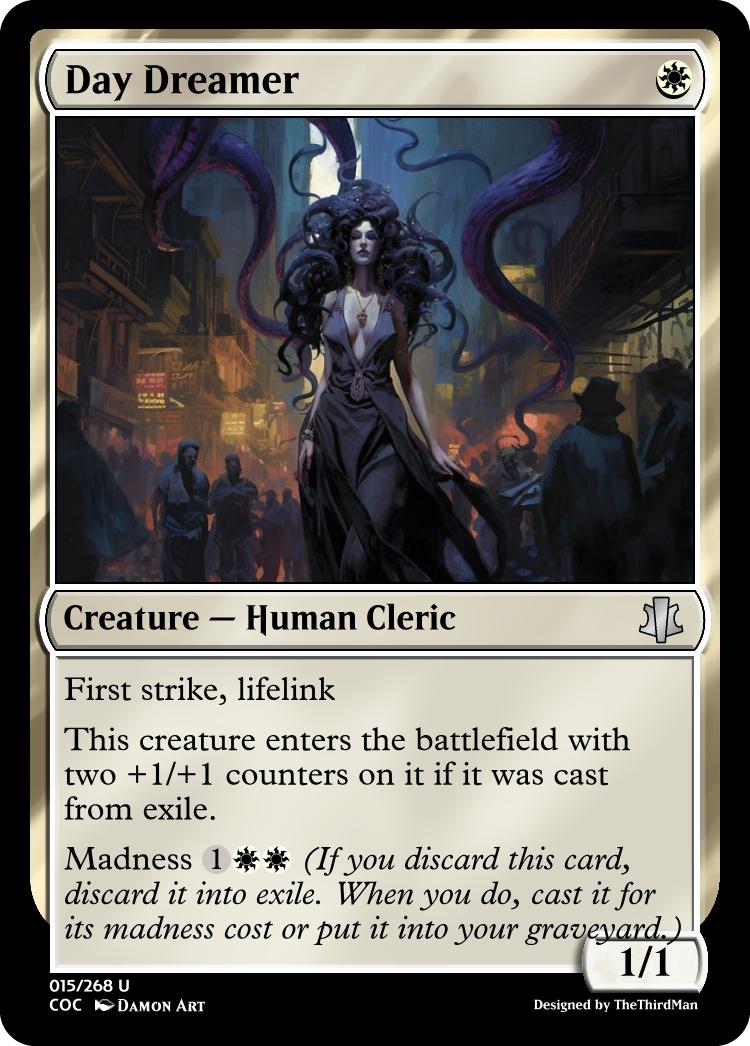 Day Dreamer
Creature — Human Cleric
First strike, lifelink
This creature enters the battlefield with
two +1/+1 counters on it if it was cast
from exile.
Madness 1 (If you discard this card,
discard it into exile. When you do, cast it for
its madness cost or put it into your graveyard.)
1/1
015/268 U
COC Damon Art
Designed by TheThirdMan